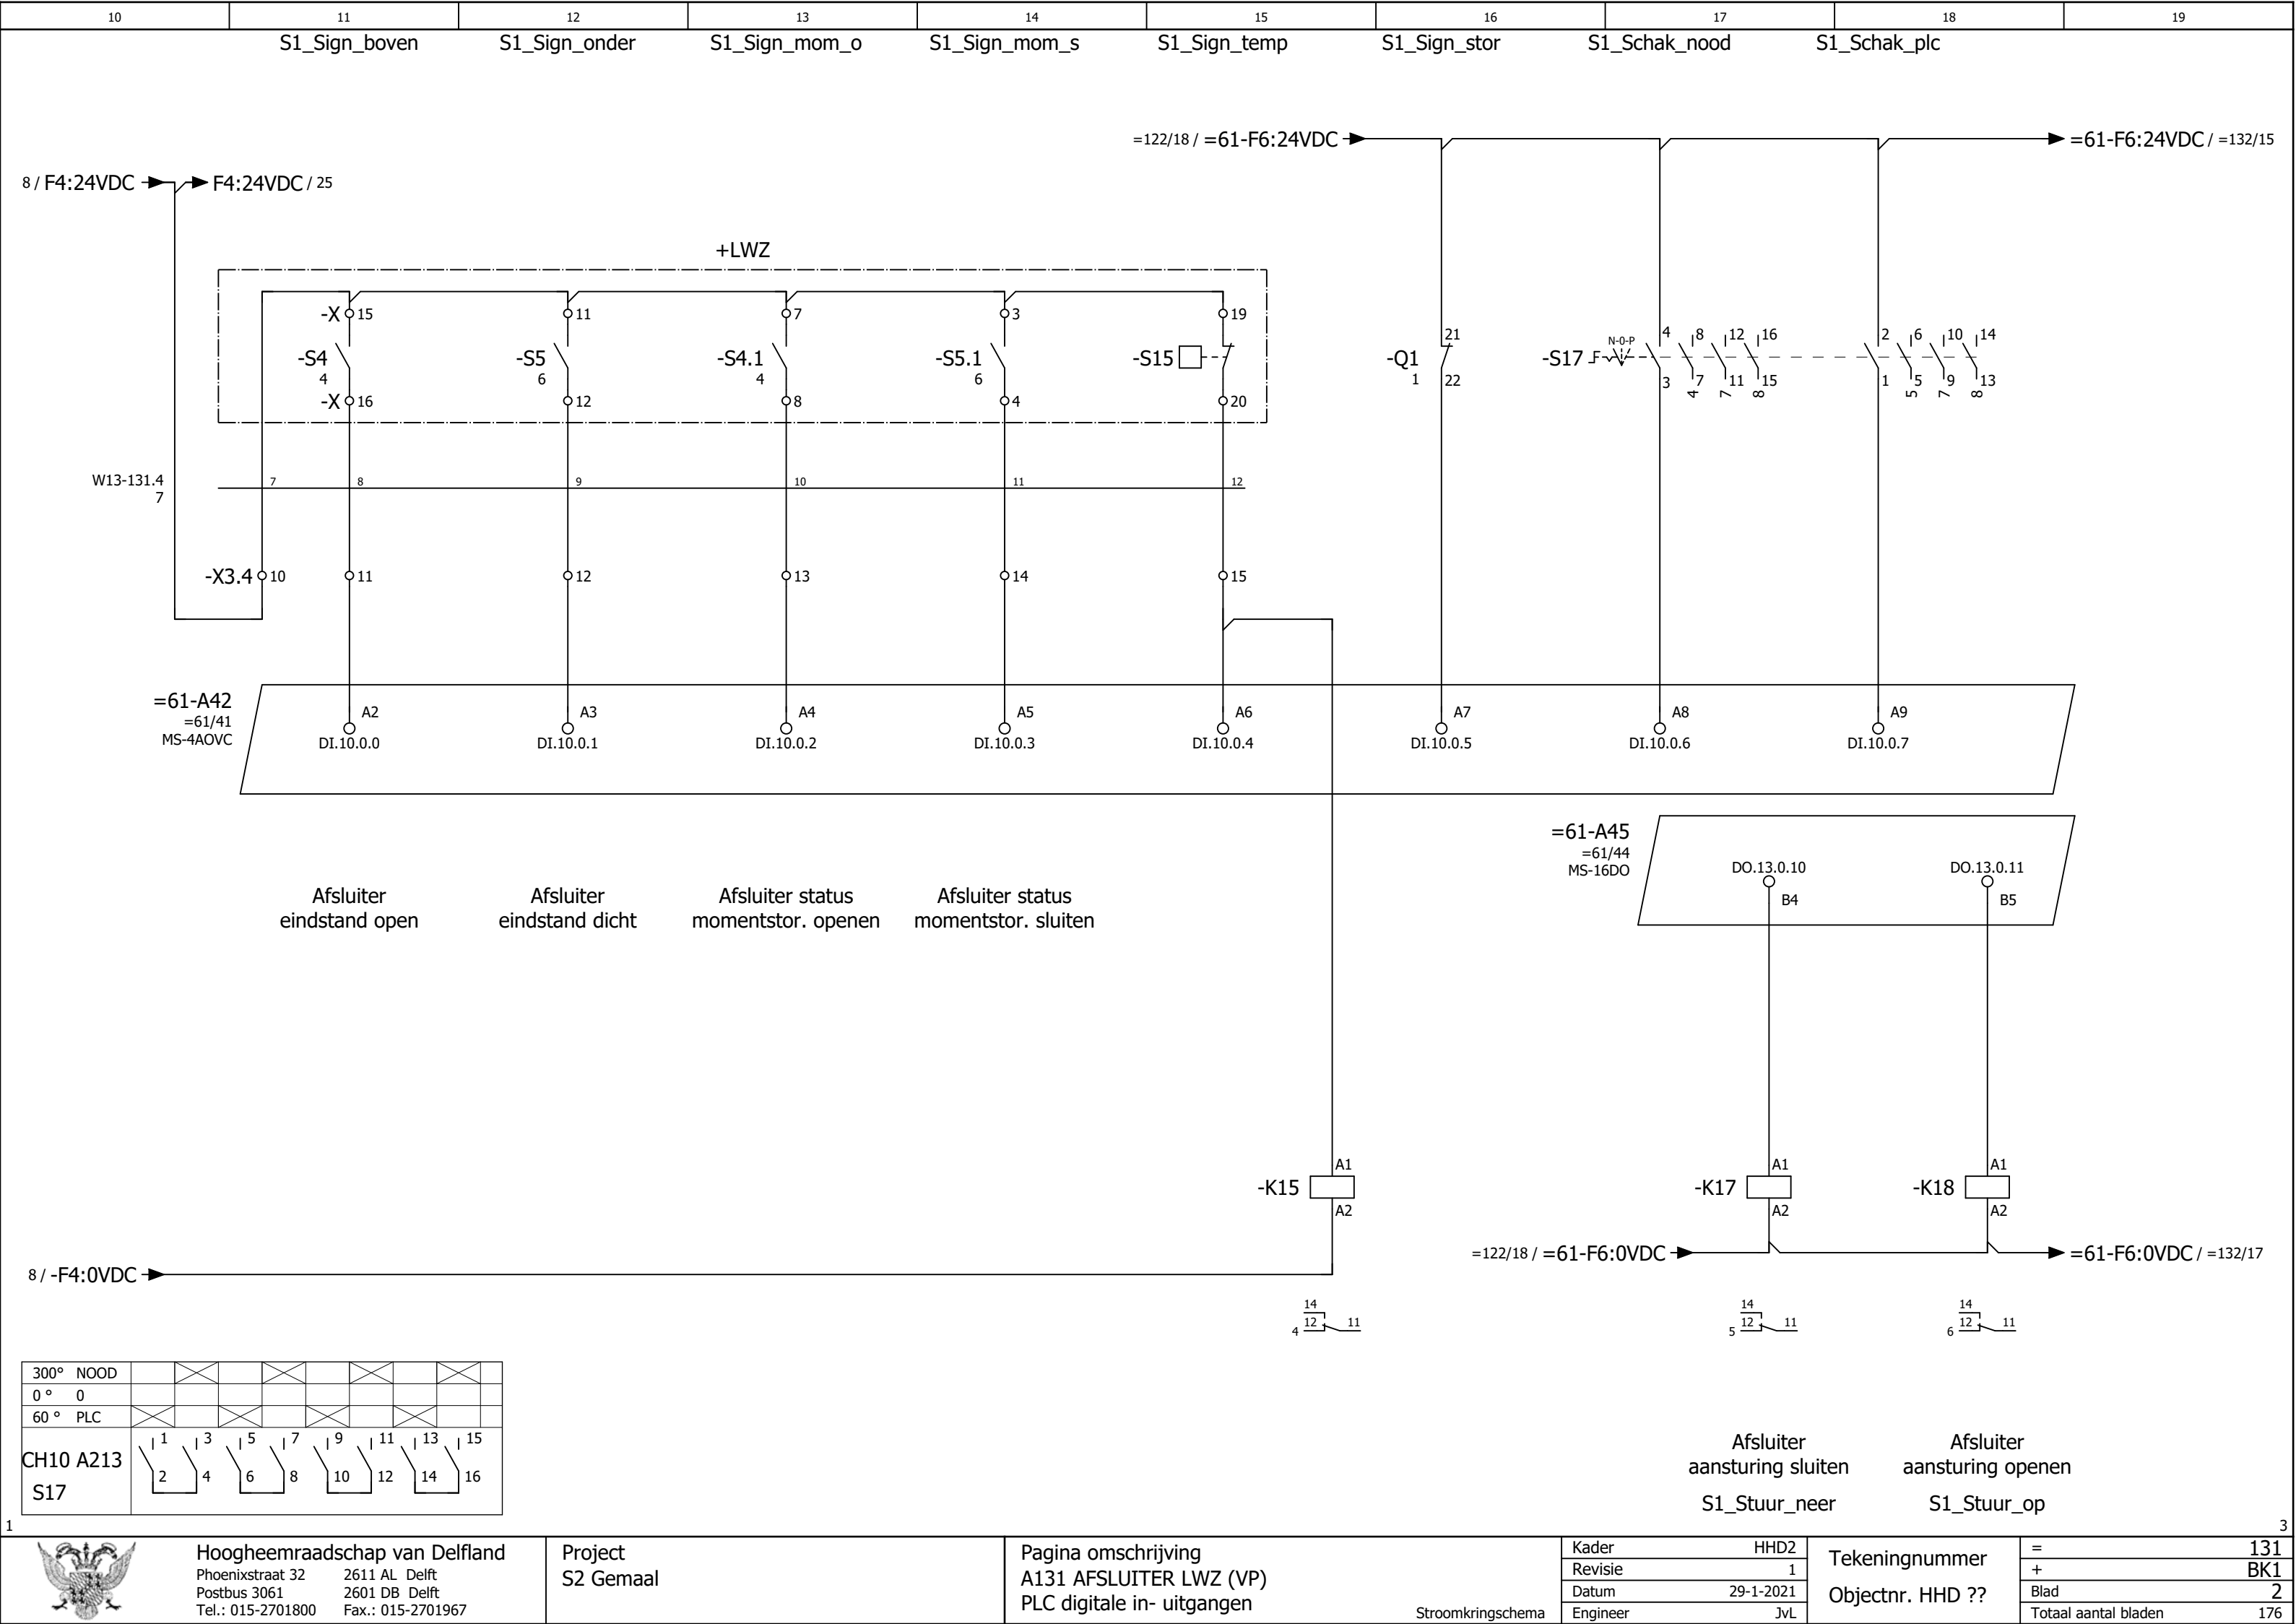 10 11 12 13 14 15 16 17 18 19
S1_Sign_boven S1_Sign_onder S1_Sign_mom_o S1_Sign_mom_s S1_Sign_temp S1_Sign_stor S1_Schak_nood S1_Schak_plc
=122/18 / =61-F6:24VDC =61-F6:24VDC / =132/15
8 / F4:24VDC F4:24VDC / 25
+LWZ
-X 15 11 7 3 19
-S4 4 -S5 6 -S4.1 4 -S5.1 6 -S15
-X 16 12 8 4 20
-Q1 1 21 22
-S17 N-0-P 4 8 12 16 2 6 10 14
3 7 11 15 1 5 9 13
4 7 8 5 7 8
W13-131.4
7
7 8 9 10 11 12
-X3.4 10 11 12 13 14 15
=61-A42
=61/41
MS-4AOVC
A2 A3 A4 A5 A6 A7 A8 A9
DI.10.0.0 DI.10.0.1 DI.10.0.2 DI.10.0.3 DI.10.0.4 DI.10.0.5 DI.10.0.6 DI.10.0.7
=61-A45
=61/44
MS-16DO
DO.13.0.10 DO.13.0.11
B4 B5
Afsluiter
eindstand open
Afsluiter
eindstand dicht
Afsluiter status
momentstor. openen
Afsluiter status
momentstor. sluiten
A1 A1 A1
-K15 -K17 -K18
A2 A2 A2
=122/18 / =61-F6:0VDC =61-F6:0VDC / =132/17
8 / -F4:0VDC
14 14 14
4 12 11 5 12 11 6 12 11
300° NOOD
0 ° 0
60 ° PLC
1 3 5 7 9 11 13 15
CH10 A213
2 4 6 8 10 12 14 16
S17
Afsluiter
aansturing sluiten
S1_Stuur_neer
Afsluiter
aansturing openen
S1_Stuur_op
1 3
Hoogheemraadschap van Delfland
Phoenixstraat 32 2611 AL Delft
Postbus 3061 2601 DB Delft
Tel.: 015-2701800 Fax.: 015-2701967
Project
S2 Gemaal
Pagina omschrijving
A131 AFSLUITER LWZ (VP)
PLC digitale in- uitgangen
Stroomkringschema
Kader HHD2
Revisie 1
Datum 29-1-2021
Engineer JvL
Tekeningnummer
Objectnr. HHD ??
= 131
+ BK1
Blad 2
Totaal aantal bladen 176